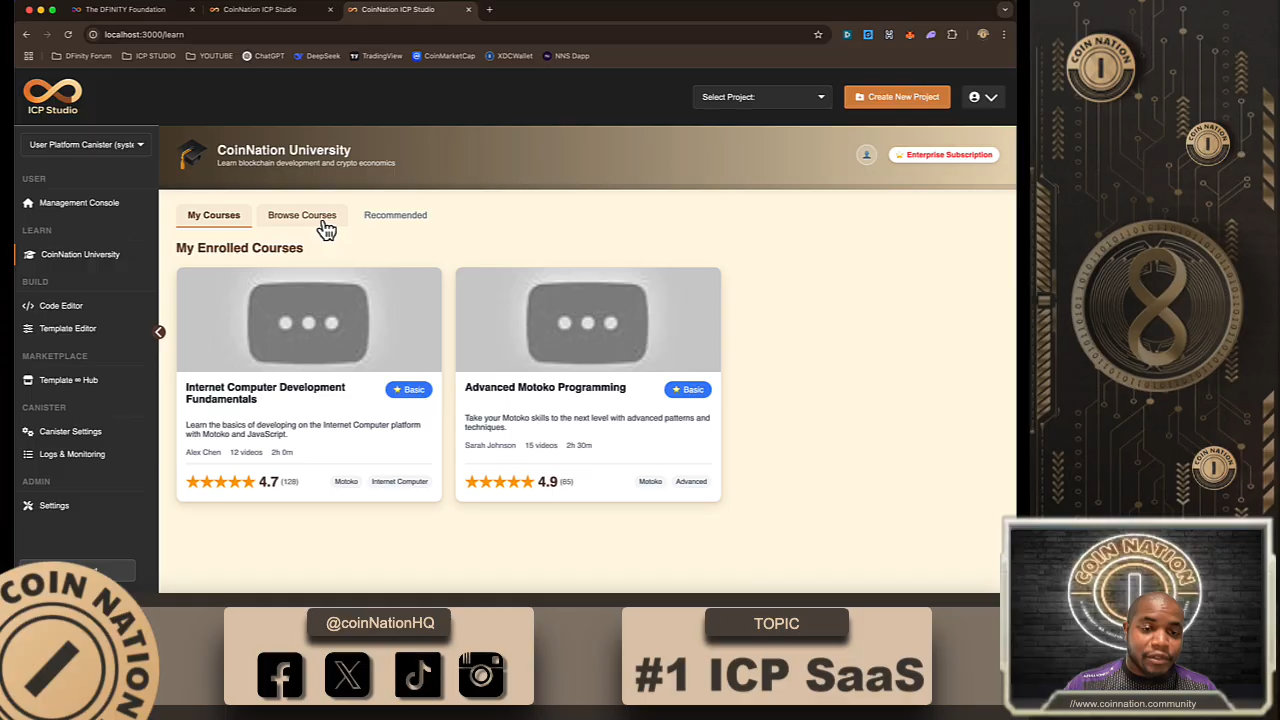 The DFINITY Foundation
CoinNation ICP Studio
CoinNation ICP Studio
localhost:3000/learn
DFinity Forum
ICP STUDIO
YOUTUBE
ChatGPT
DeepSeek
TradingView
CoinMarketCap
XDCWallet
NNS Dapp
ICP Studio
Select Project:
Create New Project
User Platform Canister (syste
CoinNation University
Learn blockchain development and crypto economics
Enterprise Subscription
USER
Management Console
LEARN
CoinNation University
BUILD
Code Editor
Template Editor
MARKETPLACE
Template ∞ Hub
CANISTER
Canister Settings
Logs & Monitoring
ADMIN
Settings
My Courses
Browse Courses
Recommended
My Enrolled Courses
Internet Computer Development
Fundamentals
Basic
Learn the basics of developing on the Internet Computer platform
with Motoko and JavaScript.
Alex Chen 12 videos 2h 0m
4.7 (128)
Motoko
Internet Computer
Advanced Motoko Programming
Basic
Take your Motoko skills to the next level with advanced patterns and
techniques.
Sarah Johnson 15 videos 2h 30m
4.9 (85)
Motoko
Advanced
COIN NATION
@coinNationHQ
TOPIC
#1 ICP SaaS
COIN NATION
//www.coinnation.community